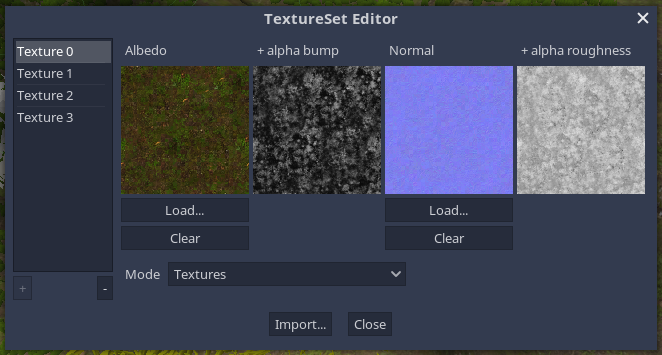 TextureSet Editor
Texture 0
Texture 1
Texture 2
Texture 3
Albedo
+ alpha bump
Normal
+ alpha roughness
Load...
Load...
Clear
Clear
+
-
Mode
Textures
Import...
Close